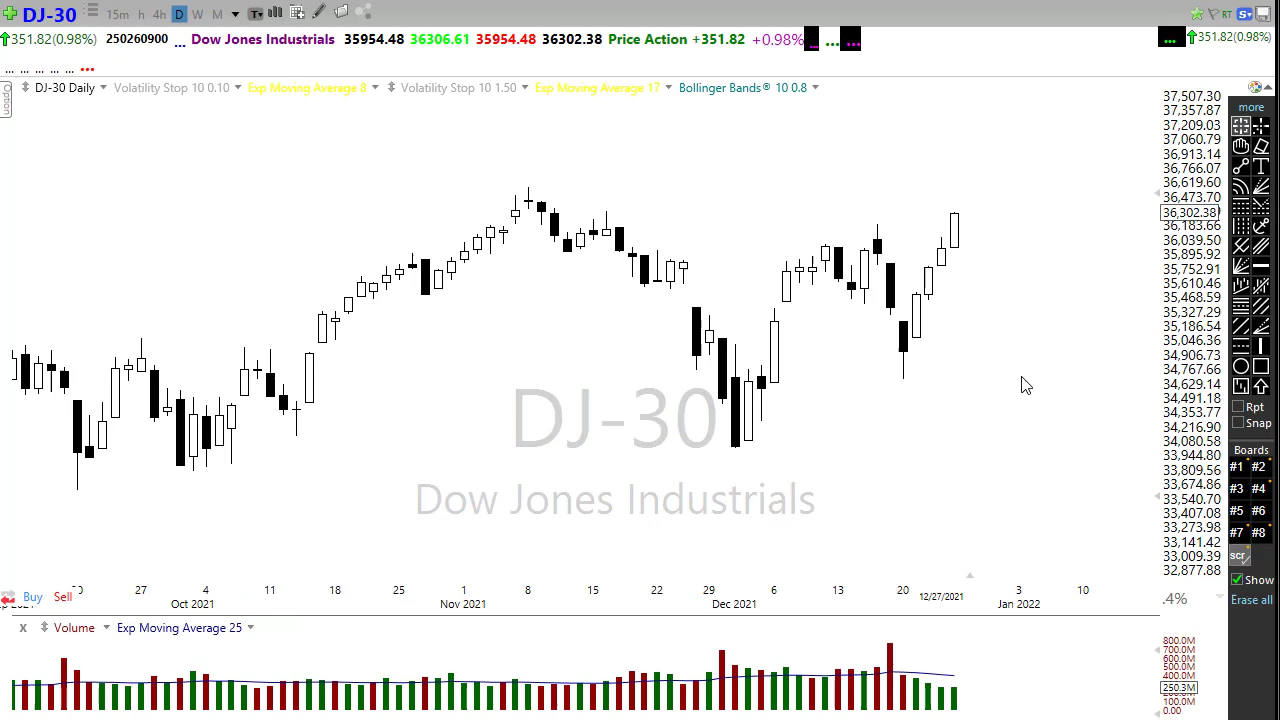 DJ-30 15m h 4h D W M T RT S
351.82(0.98%) 250260900 ... Dow Jones Industrials 35954.48 36306.61 35954.48 36302.38 Price Action +351.82 +0.98% ... ... ... ... 351.82(0.98%)
... ... ... ... ... ...
Option
DJ-30 Daily Volatility Stop 10 0.10 Exp Moving Average 8 Volatility Stop 10 1.50 Exp Moving Average 17 Bollinger Bands® 10 0.8
37,507.30
37,357.87
37,209.03
37,060.79
36,913.14
36,766.07
36,619.60
36,473.70
36,302.38
36,183.66
36,039.50
35,895.92
35,752.91
35,610.46
35,468.59
35,327.29
35,186.54
35,046.36
34,906.73
34,767.66
34,629.14
34,491.18
34,353.77
34,216.90
34,080.58
33,944.80
33,809.56
33,674.86
33,540.70
33,407.08
33,273.98
33,141.42
33,009.39
32,877.88
more
T
Rpt
Snap
Boards
#1 #2
#3 #4
#5 #6
#7 #8
scr
Show
Erase all
DJ-30
Dow Jones Industrials
Buy Sell
27 4 11 18 25 1 8 15 22 29 6 13 20 12/27/2021 3 10
Oct 2021 Nov 2021 Dec 2021 Jan 2022
.4%
X Volume Exp Moving Average 25
800.0M
700.0M
600.0M
500.0M
400.0M
250.3M
100.0M
0.00